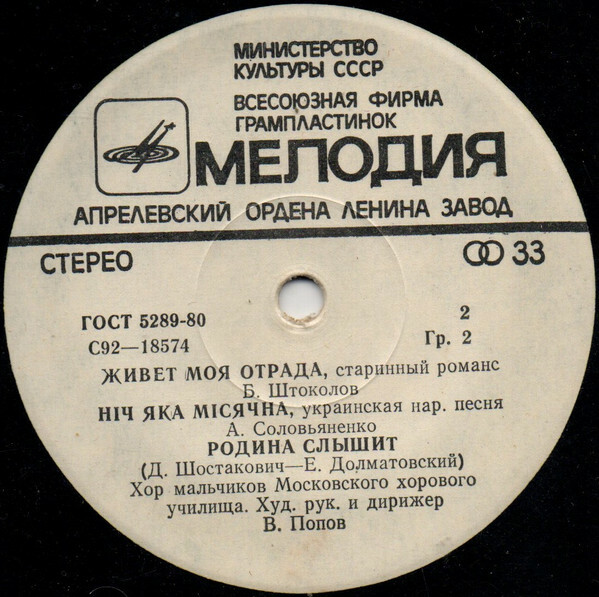 МИНИСТЕРСТВО
КУЛЬТУРЫ СССР
ВСЕСОЮЗНАЯ ФИРМА
ГРАМПЛАСТИНОК
МЕЛОДИЯ
АПРЕЛЕВСКИЙ ОРДЕНА ЛЕНИНА ЗАВОД
СТЕРЕО 33
ГОСТ 5289-80 2
С92—18574 Гр. 2
ЖИВЕТ МОЯ ОТРАДА, старинный романс
Б. Штоколов
НІЧ ЯКА МІСЯЧНА, украинская нар. песня
А. Соловьяненко
РОДИНА СЛЫШИТ
(Д. Шостакович—Е. Долматовский)
Хор мальчиков Московского хорового
училища. Худ. рук. и дирижер
В. Попов